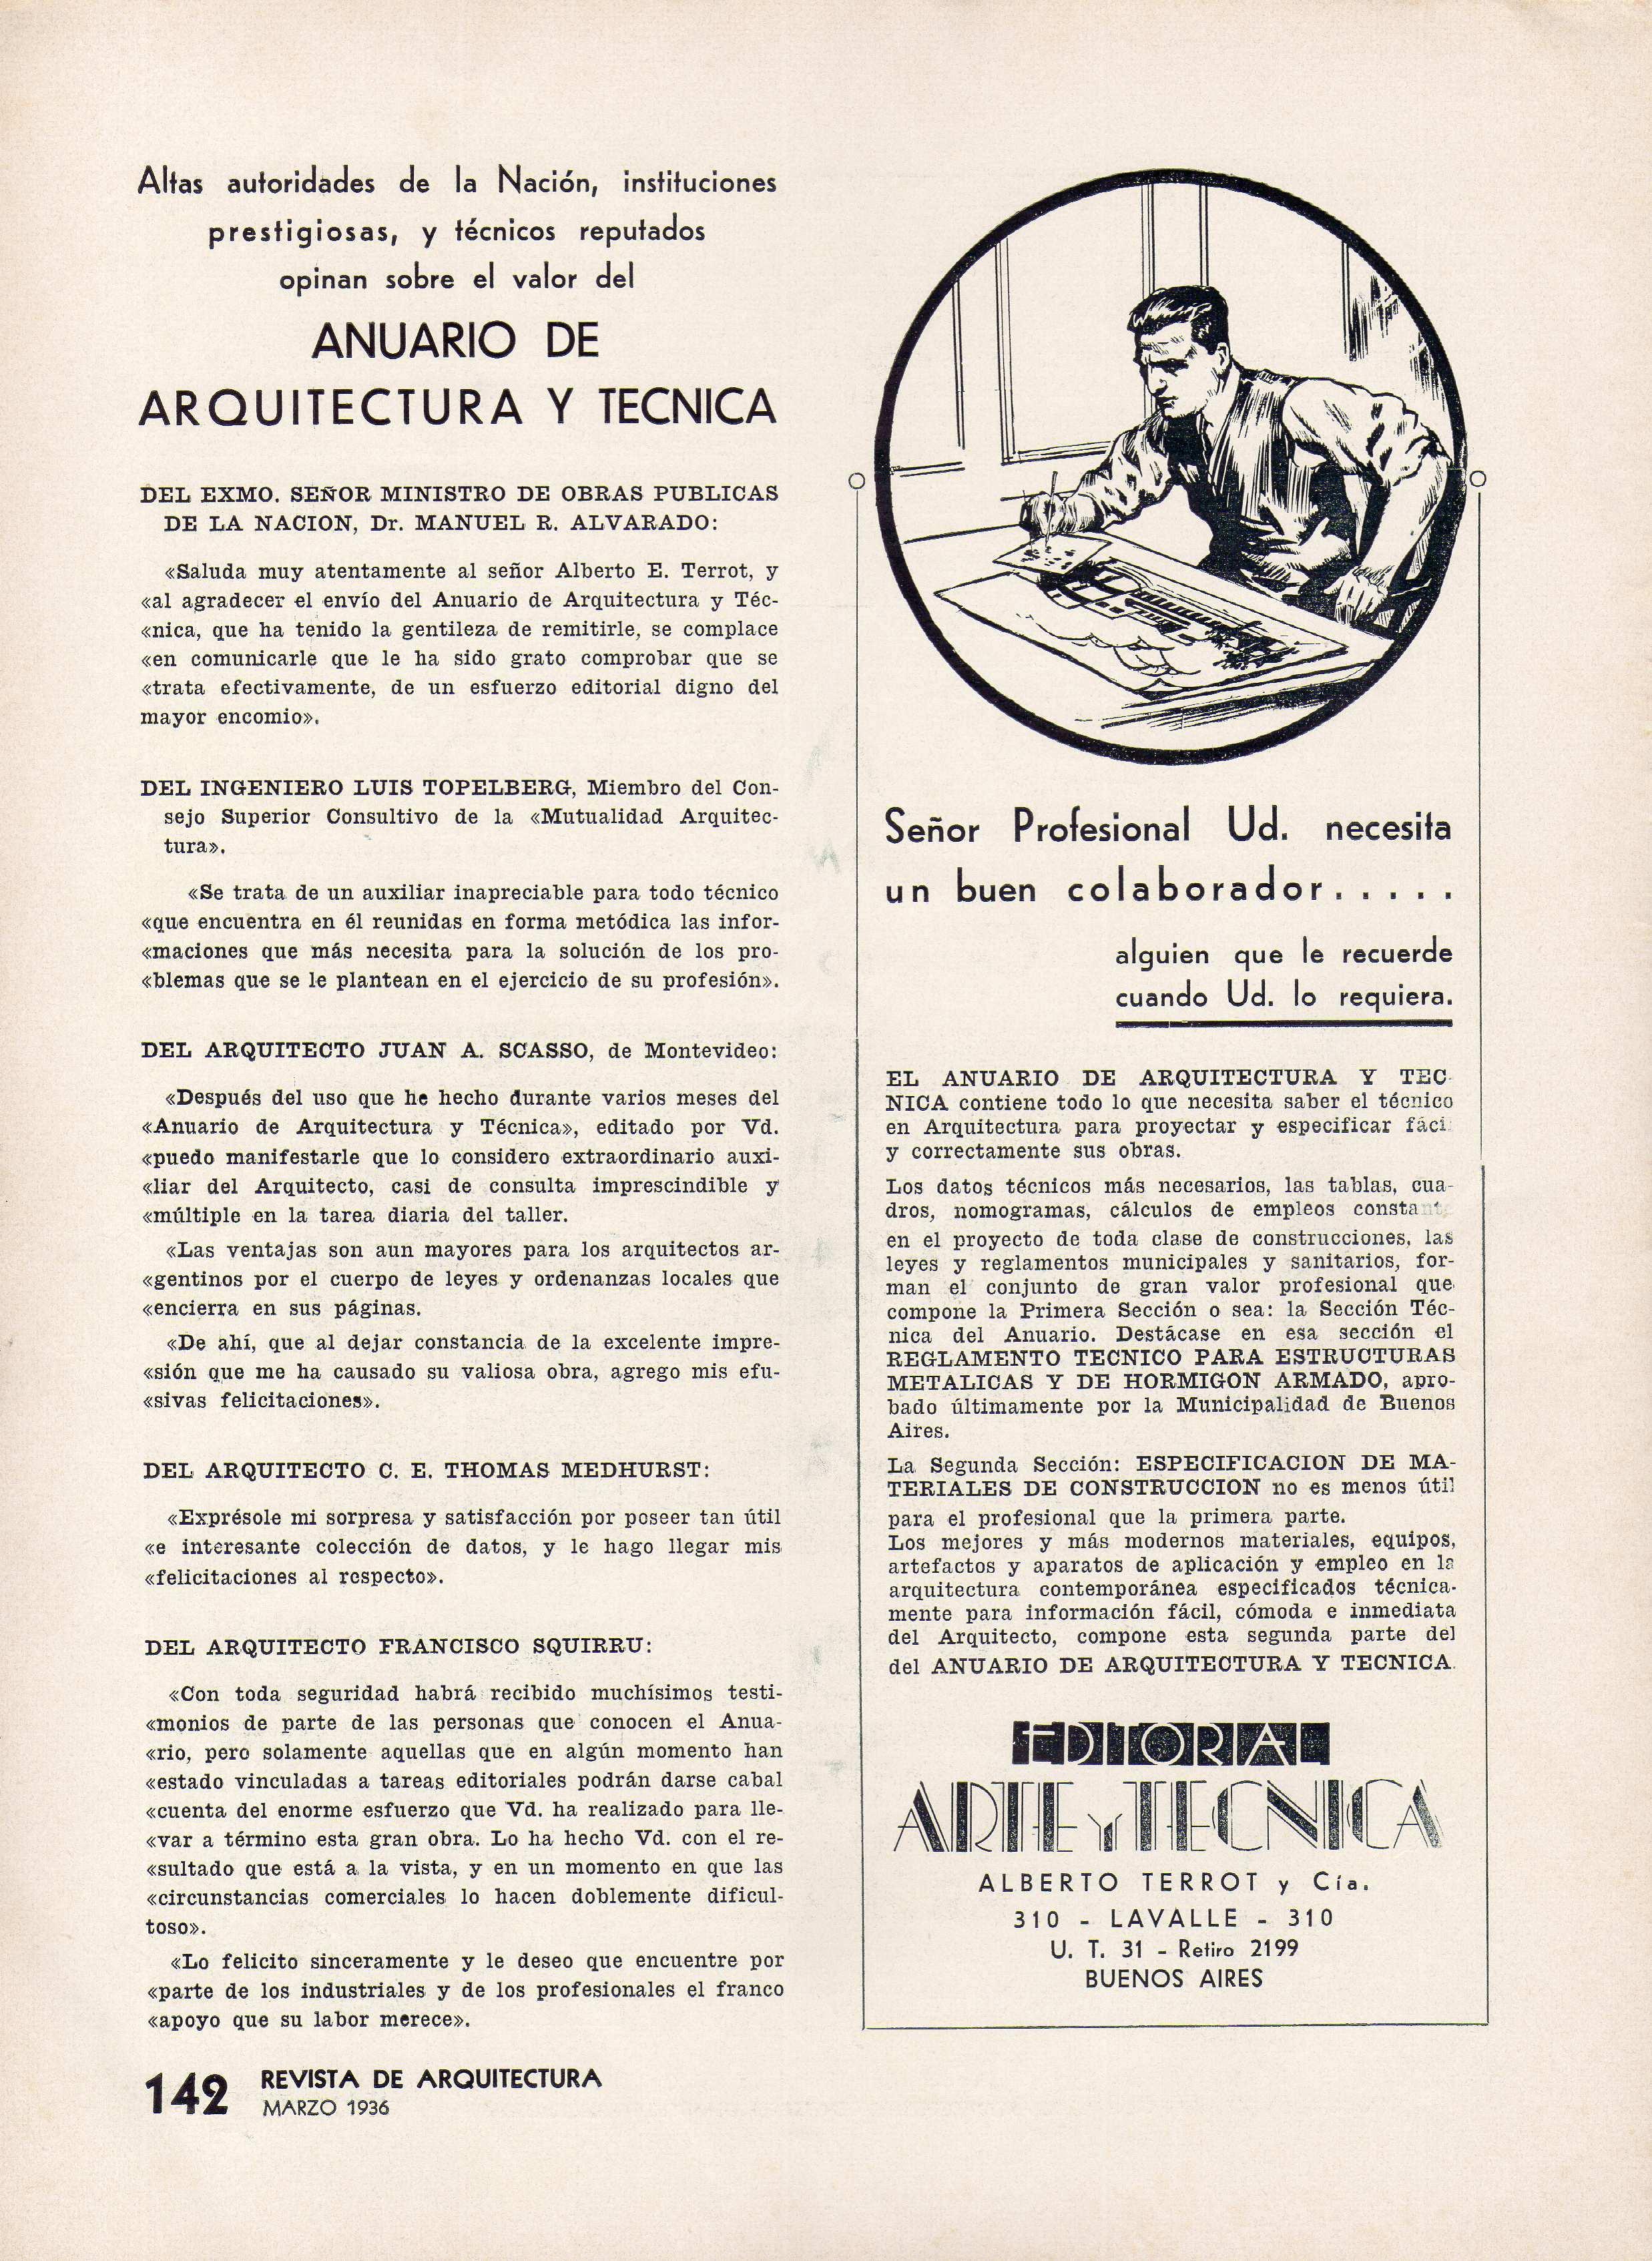 Altas autoridades de la Nación, instituciones
prestigiosas, y técnicos reputados
opinan sobre el valor del
ANUARIO DE
ARQUITECTURA Y TECNICA
DEL EXMO. SEÑOR MINISTRO DE OBRAS PUBLICAS
DE LA NACION, Dr. MANUEL R. ALVARADO:
«Saluda muy atentamente al señor Alberto E. Terrot, y
«al agradecer el envío del Anuario de Arquitectura y Téc-
«nica, que ha tenido la gentileza de remitirle, se complace
«en comunicarle que le ha sido grato comprobar que se
«trata efectivamente, de un esfuerzo editorial digno del
mayor encomio».
DEL INGENIERO LUIS TOPELBERG, Miembro del Con-
sejo Superior Consultivo de la «Mutualidad Arquitec-
tura».
«Se trata de un auxiliar inapreciable para todo técnico
«que encuentra en él reunidas en forma metódica las infor-
«maciones que más necesita para la solución de los pro-
«blemas que se le plantean en el ejercicio de su profesión».
DEL ARQUITECTO JUAN A. SCASSO, de Montevideo:
«Después del uso que he hecho durante varios meses del
«Anuario de Arquitectura y Técnica», editado por Vd.
«puedo manifestarle que lo considero extraordinario auxi-
«liar del Arquitecto, casi de consulta imprescindible y
«múltiple en la tarea diaria del taller.
«Las ventajas son aun mayores para los arquitectos ar-
«gentinos por el cuerpo de leyes y ordenanzas locales que
«encierra en sus páginas.
«De ahí, que al dejar constancia de la excelente impre-
«sión que me ha causado su valiosa obra, agrego mis efu-
«sivas felicitaciones».
DEL ARQUITECTO C. E. THOMAS MEDHURST:
«Exprésole mi sorpresa y satisfacción por poseer tan útil
«e interesante colección de datos, y le hago llegar mis
«felicitaciones al respecto».
DEL ARQUITECTO FRANCISCO SQUIRRU:
«Con toda seguridad habrá recibido muchísimos testi-
«monios de parte de las personas que conocen el Anua-
«rio, pero solamente aquellas que en algún momento han
«estado vinculadas a tareas editoriales podrán darse cabal
«cuenta del enorme esfuerzo que Vd. ha realizado para lle-
«var a término esta gran obra. Lo ha hecho Vd. con el re-
«sultado que está a la vista, y en un momento en que las
«circunstancias comerciales lo hacen doblemente dificul-
toso».
«Lo felicito sinceramente y le deseo que encuentre por
«parte de los industriales y de los profesionales el franco
«apoyo que su labor merece».
142 REVISTA DE ARQUITECTURA
MARZO 1936
Señor Profesional Ud. necesita
un buen colaborador.....
alguien que le recuerde
cuando Ud. lo requiera.
EL ANUARIO DE ARQUITECTURA Y TEC-
NICA contiene todo lo que necesita saber el técnico
en Arquitectura para proyectar y especificar fácil
y correctamente sus obras.
Los datos técnicos más necesarios, las tablas, cua-
dros, nomogramas, cálculos de empleos constante
en el proyecto de toda clase de construcciones, las
leyes y reglamentos municipales y sanitarios, for-
man el conjunto de gran valor profesional que
compone la Primera Sección o sea: la Sección Téc-
nica del Anuario. Destácase en esa sección el
REGLAMENTO TECNICO PARA ESTRUCTURAS
METALICAS Y DE HORMIGON ARMADO, apro-
bado últimamente por la Municipalidad de Buenos
Aires.
La Segunda Sección: ESPECIFICACION DE MA-
TERIALES DE CONSTRUCCION no es menos útil
para el profesional que la primera parte.
Los mejores y más modernos materiales, equipos,
artefactos y aparatos de aplicación y empleo en la
arquitectura contemporánea especificados técnica-
mente para información fácil, cómoda e inmediata
del Arquitecto, compone esta segunda parte del
del ANUARIO DE ARQUITECTURA Y TECNICA.
EDITORIAL
ARTE Y TECNICA
ALBERTO TERROT y Cía.
310 - LAVALLE - 310
U. T. 31 - Retiro 2199
BUENOS AIRES